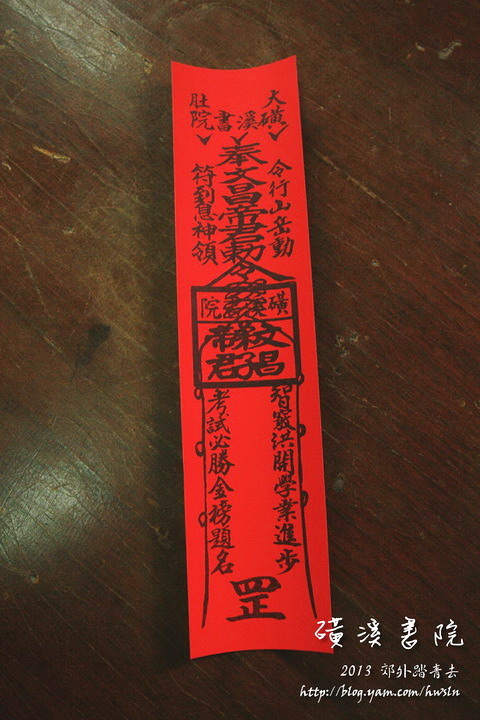 大肚
磺溪書院
奉文昌帝君勅令
令行山岳動
符到鬼神領
磺溪書院
文昌
帝君
智竅洪開學業進步
考試必勝金榜題名
罡
磺溪書院
2013 郊外踏青去
http://blog.yam.com/hwsln